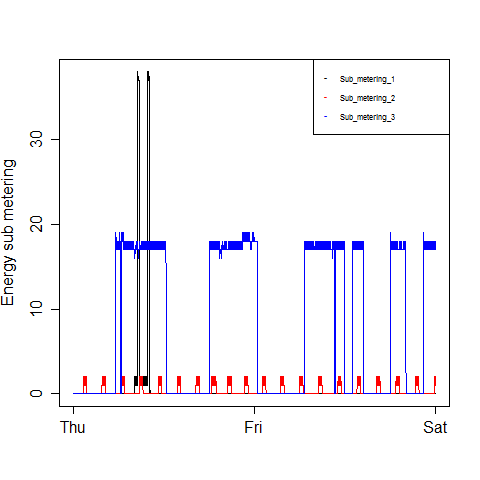 Sub_metering_1
Sub_metering_2
Sub_metering_3
Energy sub metering
30
20
10
0
Thu Fri Sat